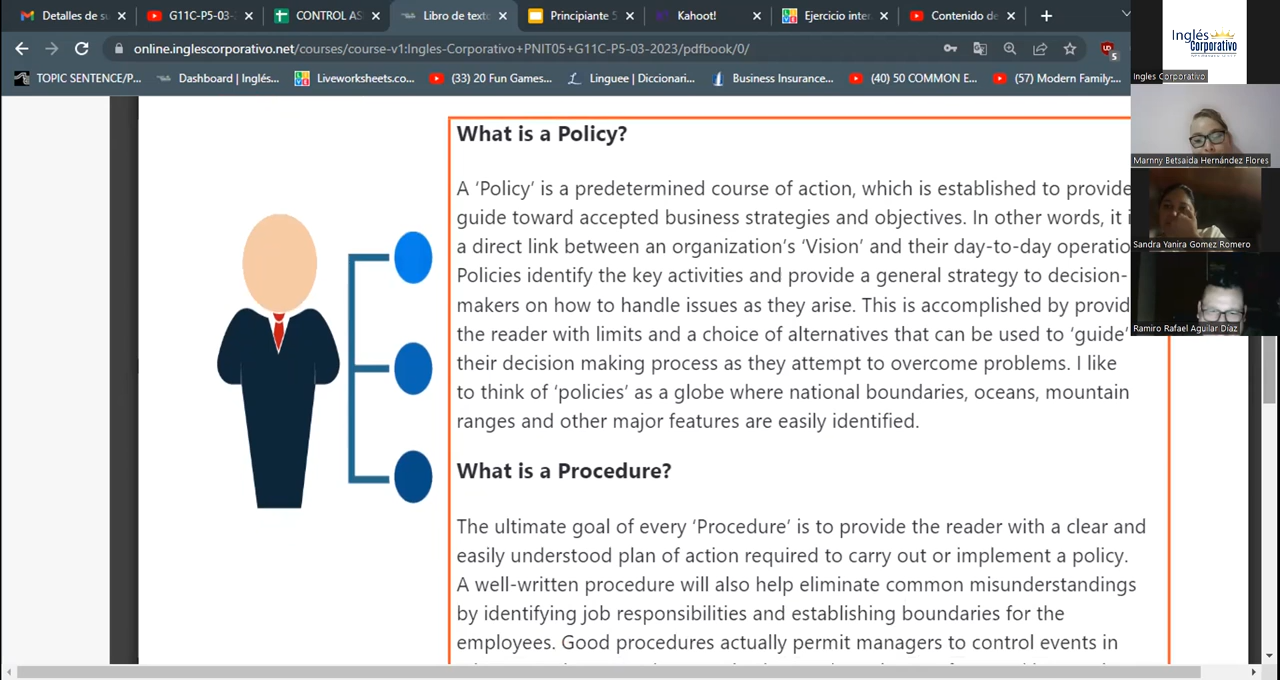 Detalles de su
G11C-P5-03-
CONTROL AS
Libro de texto
Principiante 5
Kahoot!
Ejercicio inte
Contenido de
online.inglescorporativo.net/courses/course-v1:Ingles-Corporativo+PNIT05+G11C-P5-03-2023/pdfbook/0/
5
TOPIC SENTENCE/P...
Dashboard | Inglés...
Liveworksheets.co...
(33) 20 Fun Games...
Linguee | Diccionari...
Business Insurance...
(40) 50 COMMON E...
(57) Modern Family:...
Inglés
Corporativo
Ingles Corporativo
Marnny Betsaida Hernández Flores
Sandra Yanira Gomez Romero
Ramiro Rafael Aguilar Díaz
What is a Policy?
A ‘Policy’ is a predetermined course of action, which is established to provide
guide toward accepted business strategies and objectives. In other words, it i
a direct link between an organization’s ‘Vision’ and their day-to-day operatio
Policies identify the key activities and provide a general strategy to decision-
makers on how to handle issues as they arise. This is accomplished by provid
the reader with limits and a choice of alternatives that can be used to ‘guide’
their decision making process as they attempt to overcome problems. I like
to think of ‘policies’ as a globe where national boundaries, oceans, mountain
ranges and other major features are easily identified.
What is a Procedure?
The ultimate goal of every ‘Procedure’ is to provide the reader with a clear and
easily understood plan of action required to carry out or implement a policy.
A well-written procedure will also help eliminate common misunderstandings
by identifying job responsibilities and establishing boundaries for the
employees. Good procedures actually permit managers to control events in